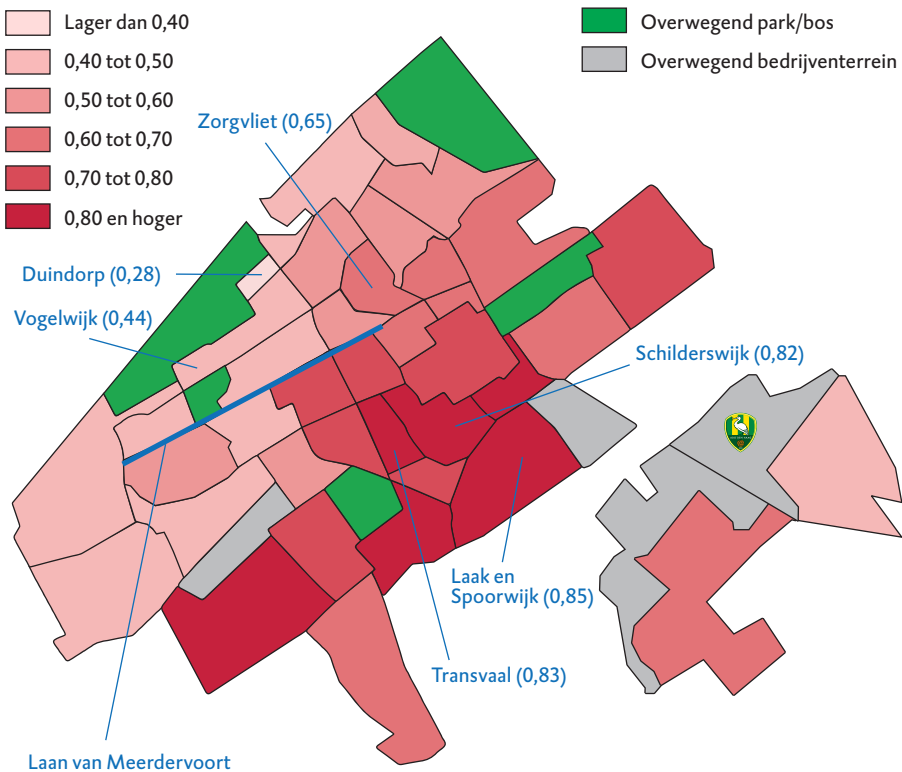 Lager dan 0,40
0,40 tot 0,50
0,50 tot 0,60
0,60 tot 0,70
0,70 tot 0,80
0,80 en hoger
Overwegend park/bos
Overwegend bedrijventerrein
Zorgvliet (0,65)
Duindorp (0,28)
Vogelwijk (0,44)
Schilderswijk (0,82)
Laak en
Spoorwijk (0,85)
Transvaal (0,83)
Laan van Meerdervoort